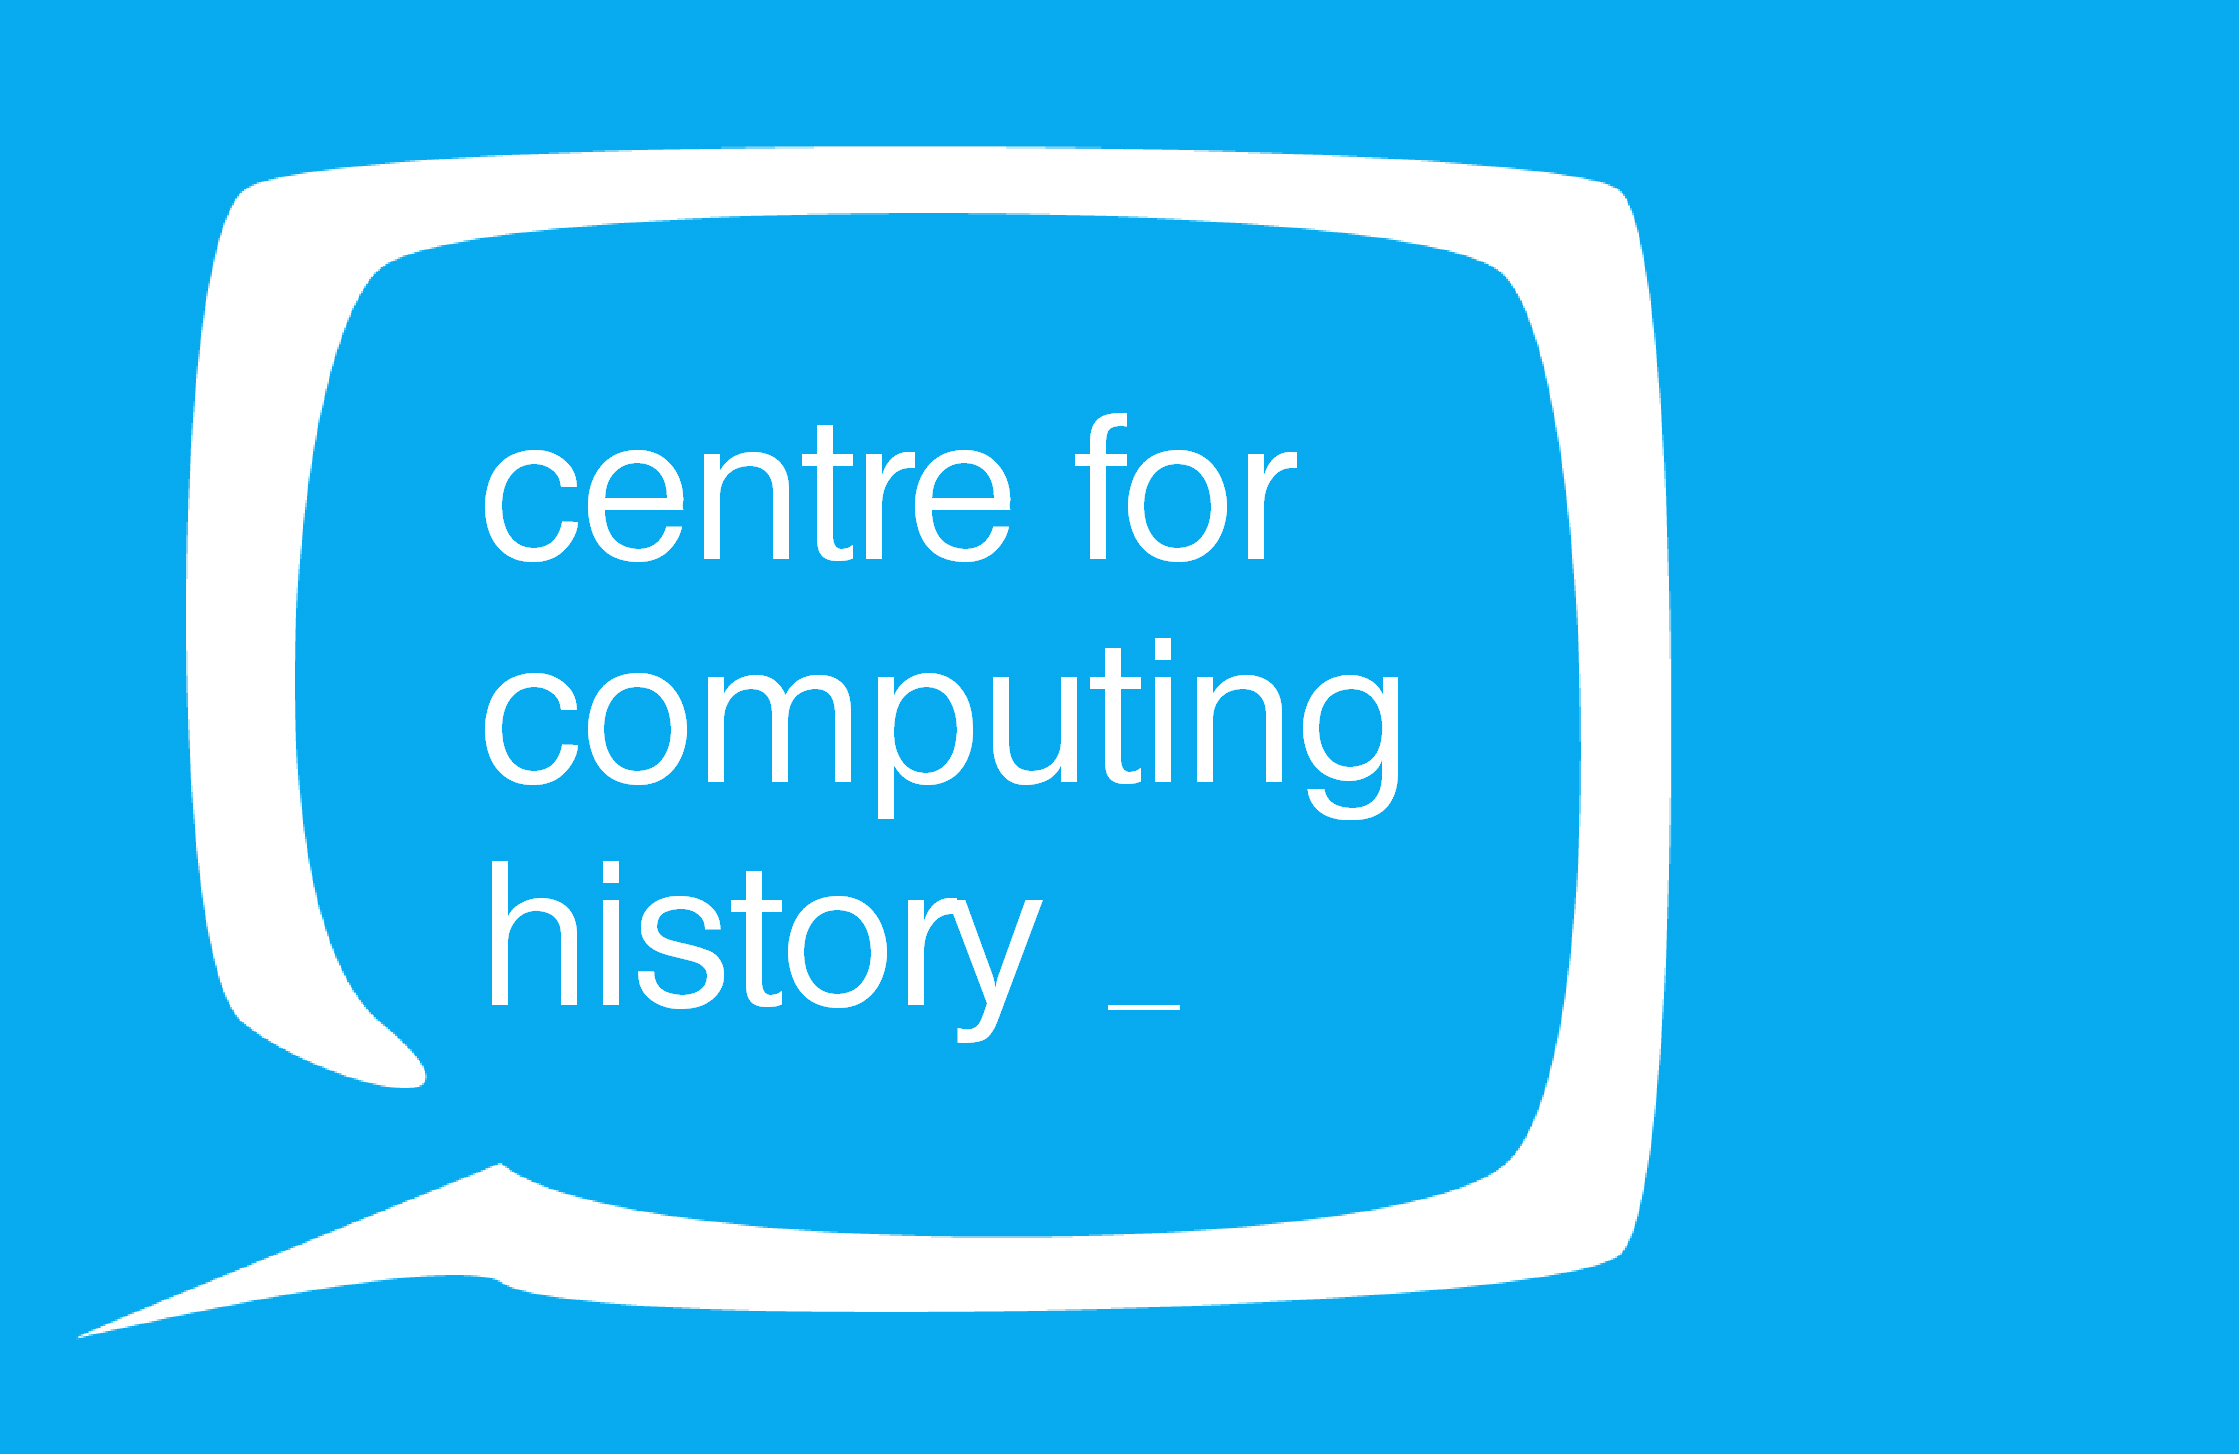 centre for
computing
history _